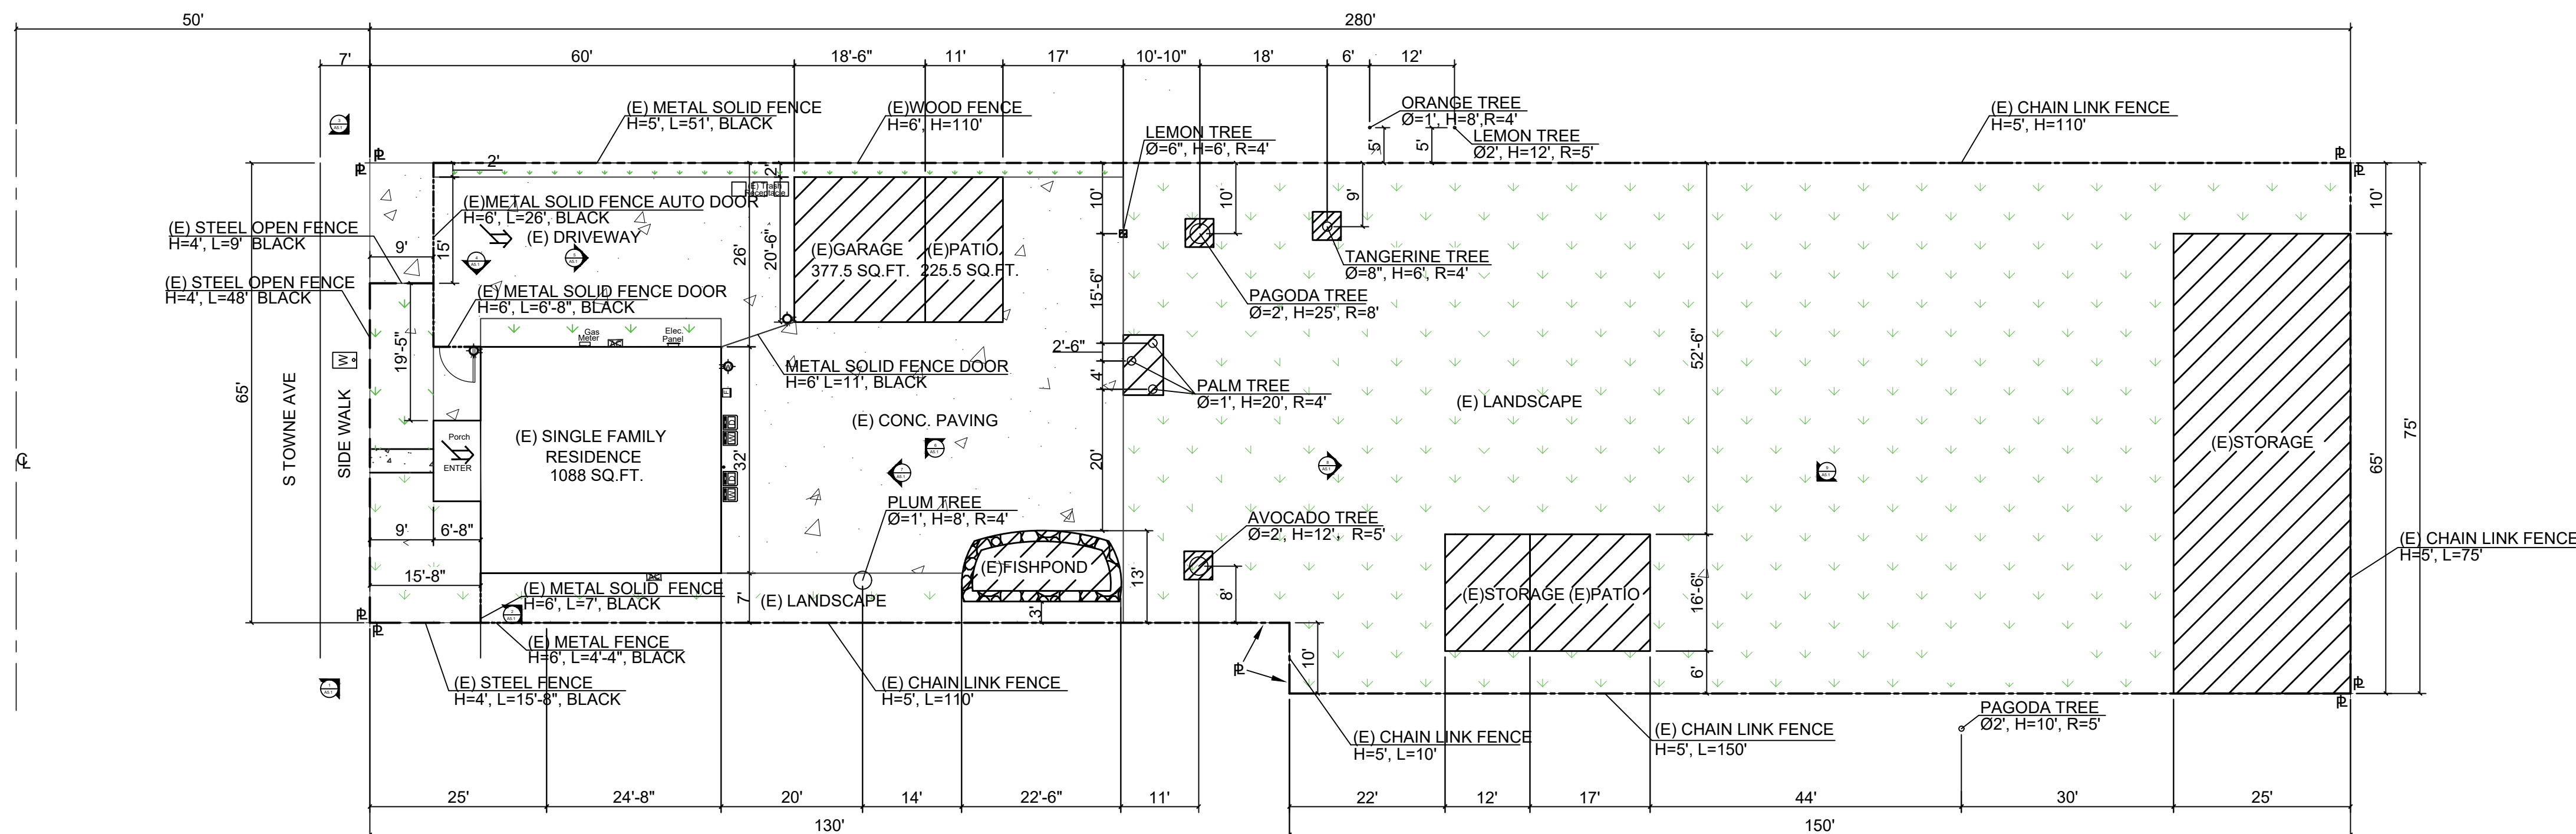 50'
280'
7'
60'
18'-6"
11'
17'
10'-10"
18'
6'
12'
(E) METAL SOLID FENCE
H=5', L=51', BLACK
(E)WOOD FENCE
H=6', H=110'
ORANGE TREE
Ø=1', H=8',R=4'
(E) CHAIN LINK FENCE
H=5', H=110'
LEMON TREE
Ø=6", H=6', R=4'
LEMON TREE
Ø2', H=12', R=5'
5'
5'
2'
2'
(E) Trash
Receptacle
(E)METAL SOLID FENCE AUTO DOOR
H=6', L=26', BLACK
(E) DRIVEWAY
(E) STEEL OPEN FENCE
H=4', L=9' BLACK
9'
15'
26'
20'-6"
(E)GARAGE
377.5 SQ.FT.
(E)PATIO
225.5 SQ.FT.
10'
10'
9'
10'
TANGERINE TREE
Ø=8", H=6', R=4'
(E) STEEL OPEN FENCE
H=4', L=48' BLACK
(E) METAL SOLID FENCE DOOR
H=6', L=6'-8", BLACK
15'-6"
PAGODA TREE
Ø=2', H=25', R=8'
Gas
Meter
AC
Elec.
Panel
19'-5"
METAL SOLID FENCE DOOR
H=6' L=11', BLACK
2'-6"
4'
PALM TREE
Ø=1', H=20', R=4'
52'-6"
(E) LANDSCAPE
65'
S TOWNE AVE
SIDE WALK
W
Porch
ENTER
(E) SINGLE FAMILY
RESIDENCE
1088 SQ.FT.
32'
D
W
D
W
(E) CONC. PAVING
20'
(E)STORAGE
65'
75'
PLUM TREE
Ø=1', H=8', R=4'
AVOCADO TREE
Ø=2', H=12', R=5'
9'
6'-8"
15'-8"
(E) METAL SOLID FENCE
H=6', L=7', BLACK
AC
7'
(E) LANDSCAPE
(E)FISHPOND
13'
3'
8'
(E)STORAGE
(E)PATIO
16'-6"
(E) CHAIN LINK FENCE
H=5', L=75'
(E) METAL FENCE
H=6', L=4'-4", BLACK
(E) STEEL FENCE
H=4', L=15'-8", BLACK
(E) CHAIN LINK FENCE
H=5', L=110'
10'
6'
(E) CHAIN LINK FENCE
H=5', L=10'
(E) CHAIN LINK FENCE
H=5', L=150'
PAGODA TREE
Ø2', H=10', R=5'
25'
24'-8"
20'
14'
22'-6"
11'
22'
12'
17'
44'
30'
25'
130'
150'